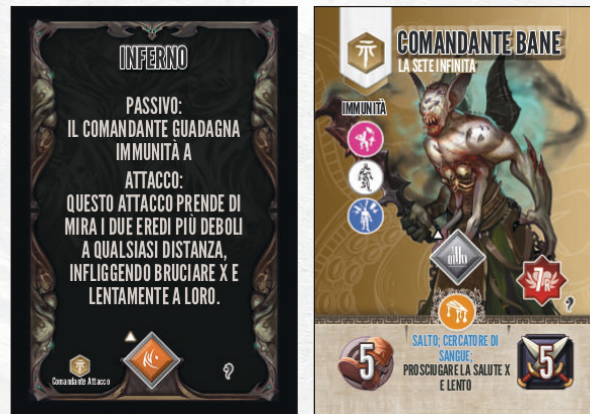 INFERNO
PASSIVO:
IL COMANDANTE GUADAGNA
IMMUNITÀ A
ATTACCO:
QUESTO ATTACCO PRENDE DI
MIRA I DUE EREDI PIÙ DEBOLI
A QUALSIASI DISTANZA,
INFLIGGENDO BRUCIARE X E
LENTAMENTE A LORO.
Comandante Attacco
COMANDANTE BANE
LA SETE INFINITA
IMMUNITÀ
7R
5
SALTO; CERCATORE DI
SANGUE;
PROSCIUGARE LA SALUTE X
E LENTO
5